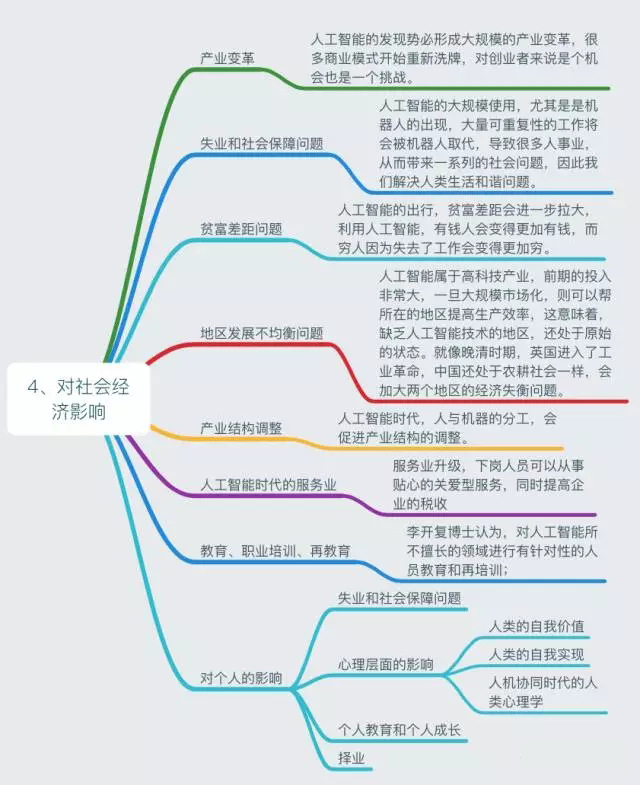 产业变革
人工智能的发现势必形成大规模的产业变革，很
多商业模式开始重新洗牌，对创业者来说是个机
会也是一个挑战。
失业和社会保障问题
人工智能的大规模使用，尤其是是机
器人的出现，大量可重复性的工作将
会被机器人取代，导致很多人事业，
从而带来一系列的社会问题，因此我
们解决人类生活和谐问题。
贫富差距问题
人工智能的出行，贫富差距会进一步拉大，
利用人工智能，有钱人会变得更加有钱，而
穷人因为失去了工作会变得更加穷。
地区发展不均衡问题
人工智能属于高科技产业，前期的投入
非常大，一旦大规模市场化，则可以帮
所在的地区提高生产效率，这意味着，
缺乏人工智能技术的地区，还处于原始
的状态。就像晚清时期，英国进入了工
业革命，中国还处于农耕社会一样，会
加大两个地区的经济失衡问题。
4、对社会经
济影响
产业结构调整
人工智能时代，人与机器的分工，会
促进产业结构的调整。
人工智能时代的服务业
服务业升级，下岗人员可以从事
贴心的关爱型服务，同时提高企
业的税收
教育、职业培训、再教育
李开复博士认为，对人工智能所
不擅长的领域进行有针对性的人
员教育和再培训；
对个人的影响
失业和社会保障问题
心理层面的影响
人类的自我价值
人类的自我实现
人机协同时代的人
类心理学
个人教育和个人成长
择业